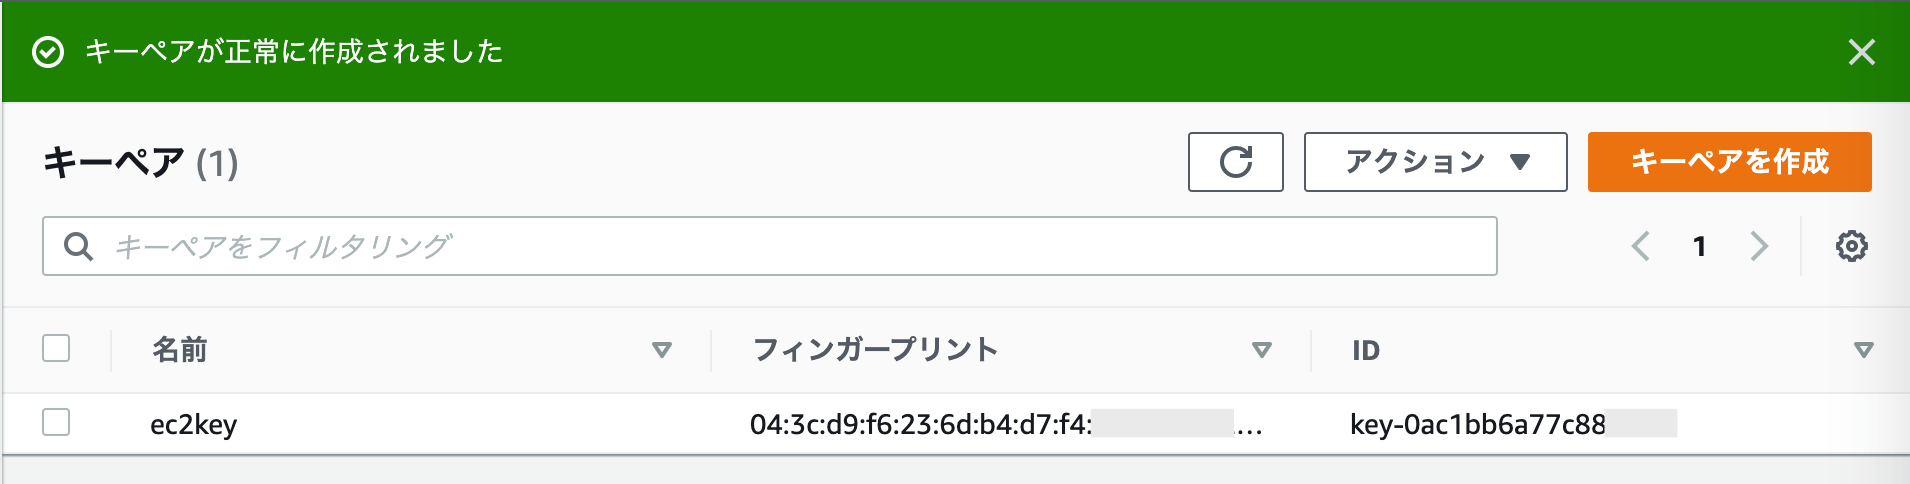 キーペアが正常に作成されました
キーペア (1)
アクション
キーペアを作成
キーペアをフィルタリング
1
名前
フィンガープリント
ID
ec2key
04:3c:d9:f6:23:6d:b4:d7:f4:
...
key-0ac1bb6a77c88